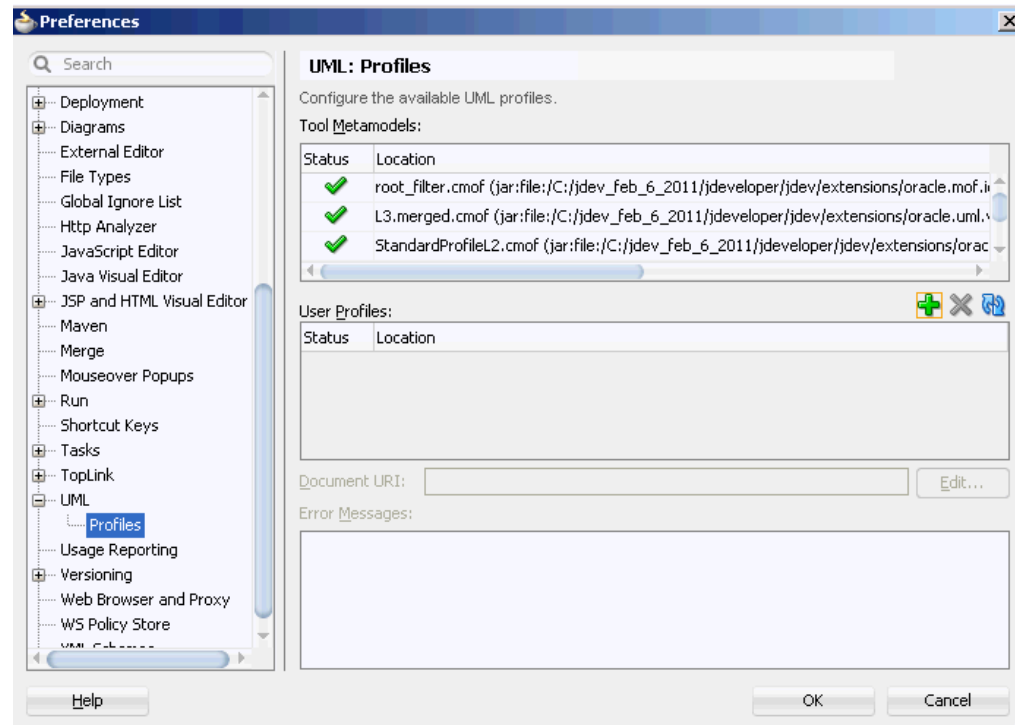 Preferences
Search
Deployment
Diagrams
External Editor
File Types
Global Ignore List
Http Analyzer
JavaScript Editor
Java Visual Editor
JSP and HTML Visual Editor
Maven
Merge
Mouseover Popups
Run
Shortcut Keys
Tasks
TopLink
UML
Profiles
Usage Reporting
Versioning
Web Browser and Proxy
WS Policy Store
UML: Profiles
Configure the available UML profiles.
Tool Metamodels:
Status Location
root_filter.cmof (jar:file:/C:/jdev_feb_6_2011/jdeveloper/jdev/extensions/oracle.mof.
L3.merged.cmof (jar:file:/C:/jdev_feb_6_2011/jdeveloper/jdev/extensions/oracle.uml.
StandardProfileL2.cmof (jar:file:/C:/jdev_feb_6_2011/jdeveloper/jdev/extensions/orac
User Profiles:
Status Location
Document URI:
Edit...
Error Messages:
Help
OK
Cancel